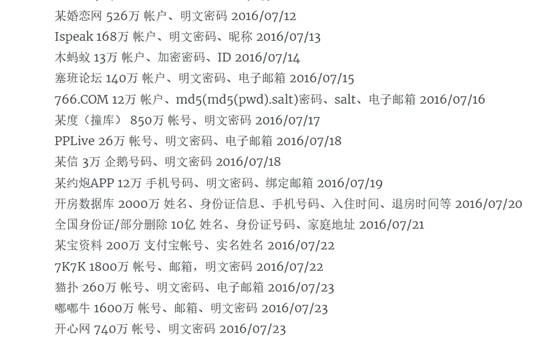 某婚恋网 526万 帐户、明文密码 2016/07/12
Ispeak 168万 帐户、明文密码、昵称 2016/07/13
木蚂蚁 13万 帐户、加密密码、ID 2016/07/14
塞班论坛 140万 帐户、明文密码、电子邮箱 2016/07/15
766.COM 12万 帐户、md5(md5(pwd).salt)密码、salt、电子邮箱 2016/07/16
某度（撞库） 850万 帐号、明文密码 2016/07/17
PPLive 26万 帐号、明文密码、电子邮箱 2016/07/18
某信 3万 企鹅号码、明文密码 2016/07/18
某约炮APP 12万 手机号码、明文密码、绑定邮箱 2016/07/19
开房数据库 2000万 姓名、身份证信息、手机号码、入住时间、退房时间等 2016/07/20
全国身份证/部分删除 10亿 姓名、身份证号码、家庭地址 2016/07/21
某宝资料 200万 支付宝帐号、实名姓名 2016/07/22
7K7K 1800万 帐号、邮箱，明文密码 2016/07/22
猫扑 260万 帐号、明文密码、电子邮箱 2016/07/23
嘟嘟牛 1600万 帐号、邮箱、明文密码 2016/07/23
开心网 740万 帐号、明文密码 2016/07/23